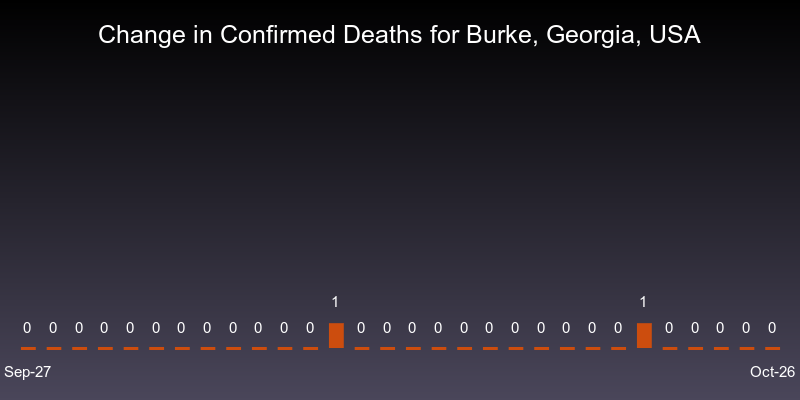 Change in Confirmed Deaths for Burke, Georgia, USA
1 1
0 0 0 0 0 0 0 0 0 0 0 0 0 0 0 0 0 0 0 0 0 0 0 0 0 0 0 0
Sep-27 Oct-26